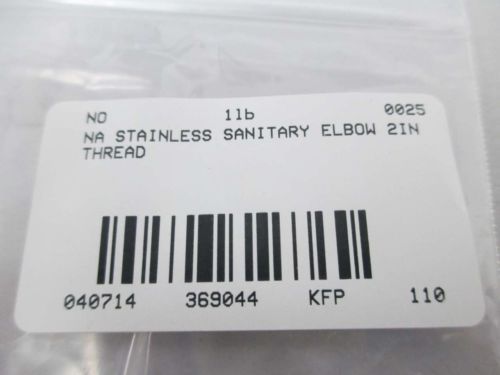 NO 1lb 0025
NA STAINLESS SANITARY ELBOW 2IN
THREAD
040714 369044 KFP 110